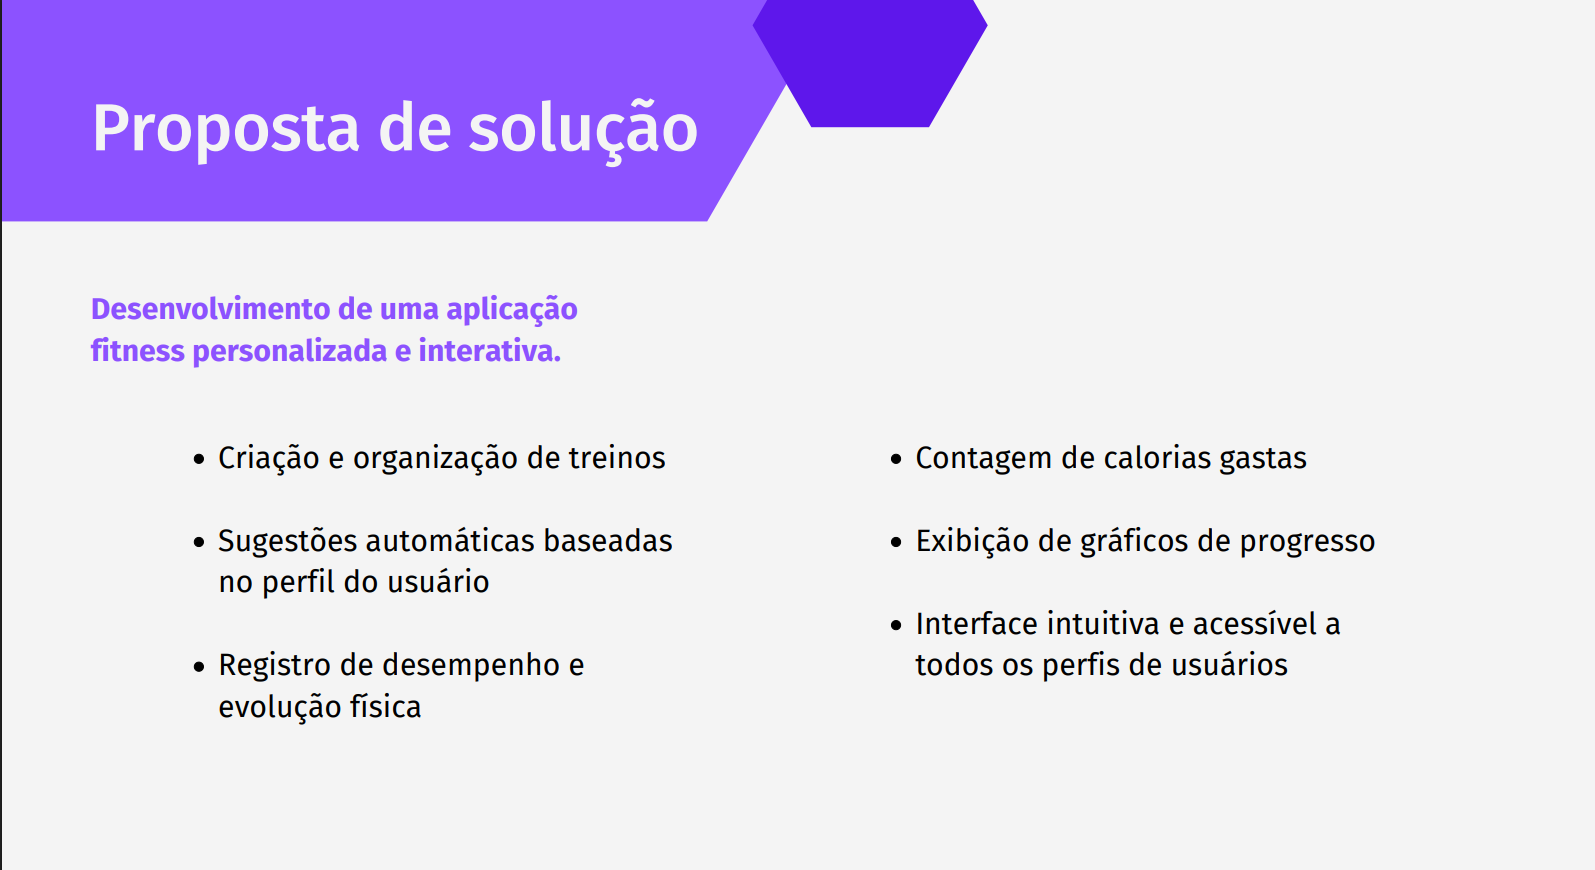 Proposta de solução
Desenvolvimento de uma aplicação
fitness personalizada e interativa.
• Criação e organização de treinos
• Sugestões automáticas baseadas
no perfil do usuário
• Registro de desempenho e
evolução física
• Contagem de calorias gastas
• Exibição de gráficos de progresso
• Interface intuitiva e acessível a
todos os perfis de usuários